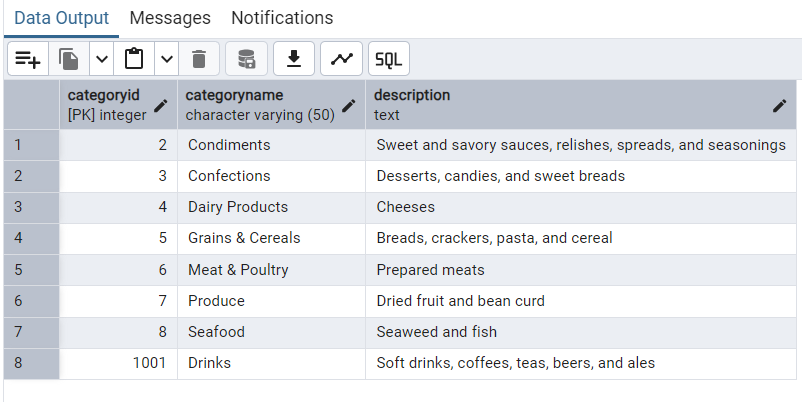 Data Output Messages Notifications
SQL
categoryid categoryname description
[PK] integer character varying (50) text
1 2 Condiments Sweet and savory sauces, relishes, spreads, and seasonings
2 3 Confections Desserts, candies, and sweet breads
3 4 Dairy Products Cheeses
4 5 Grains & Cereals Breads, crackers, pasta, and cereal
5 6 Meat & Poultry Prepared meats
6 7 Produce Dried fruit and bean curd
7 8 Seafood Seaweed and fish
8 1001 Drinks Soft drinks, coffees, teas, beers, and ales